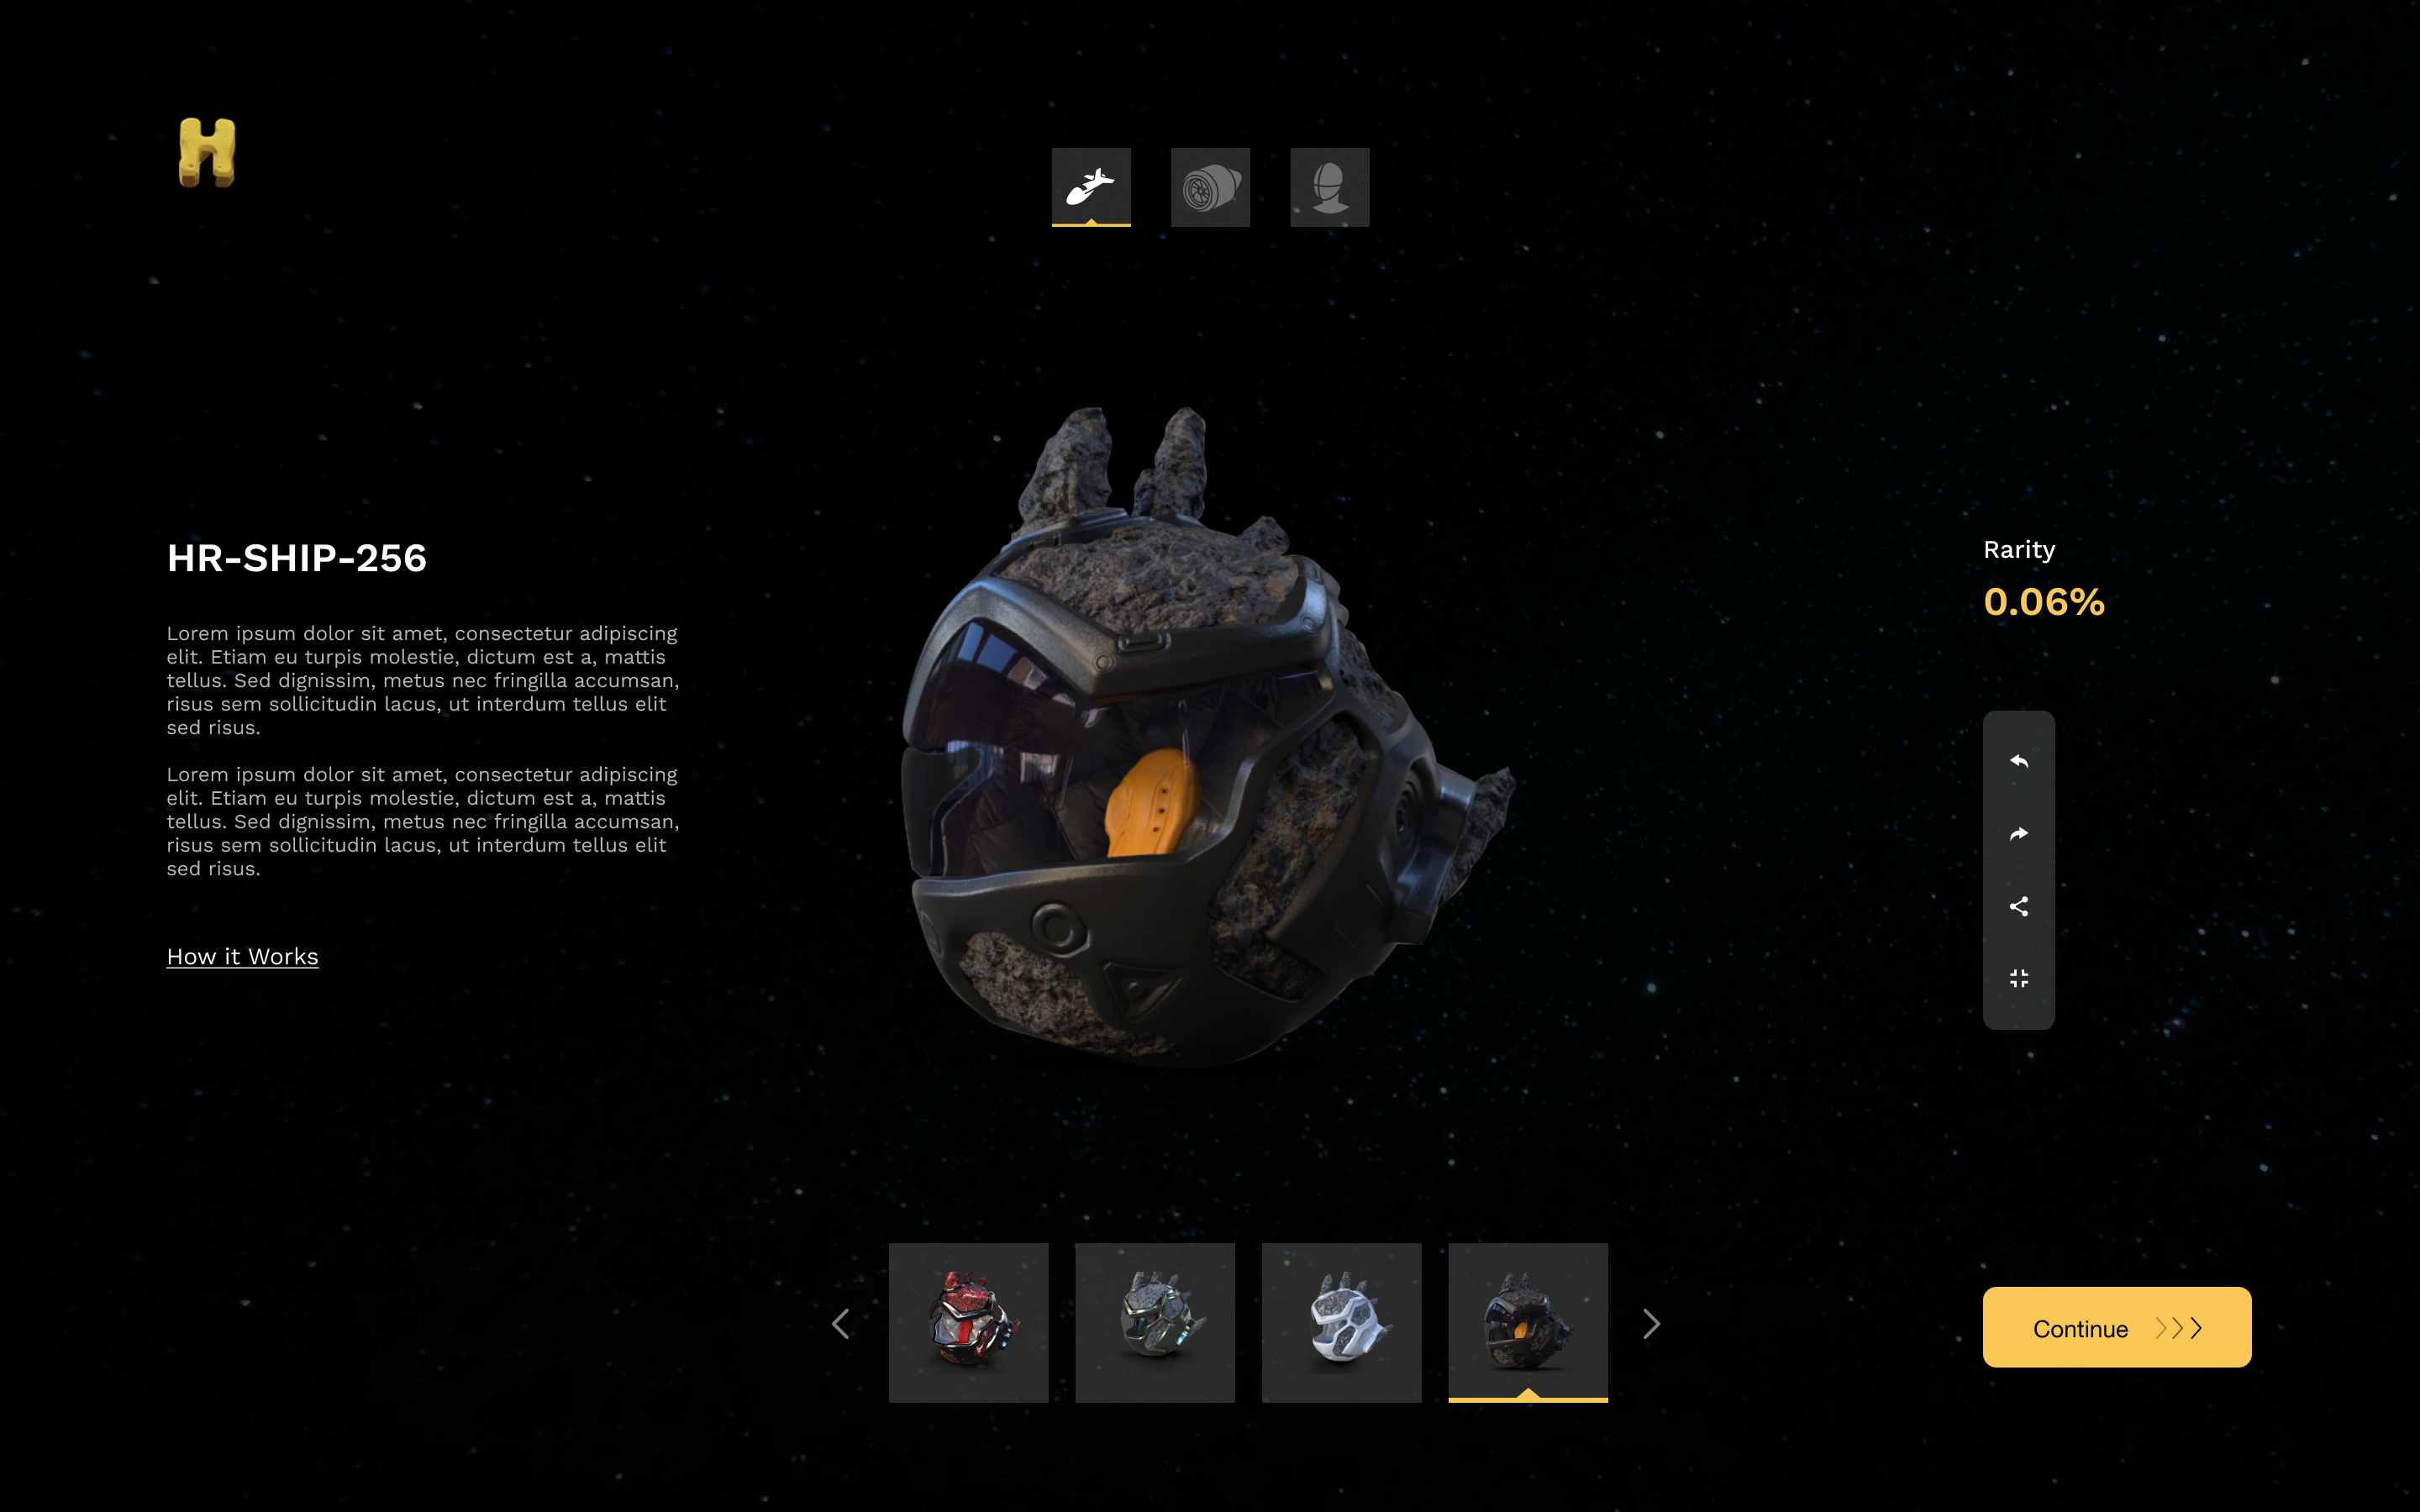 H
HR-SHIP-256
Lorem ipsum dolor sit amet, consectetur adipiscing
elit. Etiam eu turpis molestie, dictum est a, mattis
tellus. Sed dignissim, metus nec fringilla accumsan,
risus sem sollicitudin lacus, ut interdum tellus elit
sed risus.
Lorem ipsum dolor sit amet, consectetur adipiscing
elit. Etiam eu turpis molestie, dictum est a, mattis
tellus. Sed dignissim, metus nec fringilla accumsan,
risus sem sollicitudin lacus, ut interdum tellus elit
sed risus.
How it Works
Rarity
0.06%
Continue